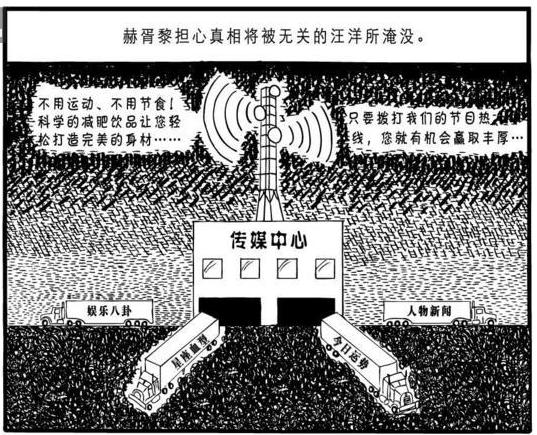 赫胥黎担心真相将被无关的汪洋所淹没。
不用运动、不用节食!
科学的减肥饮品让您轻
松打造完美的身材……
只要拨打我们的节目热
线，您就有机会赢取丰厚…
传媒中心
娱乐八卦
人物新闻
星座血型
今日运势